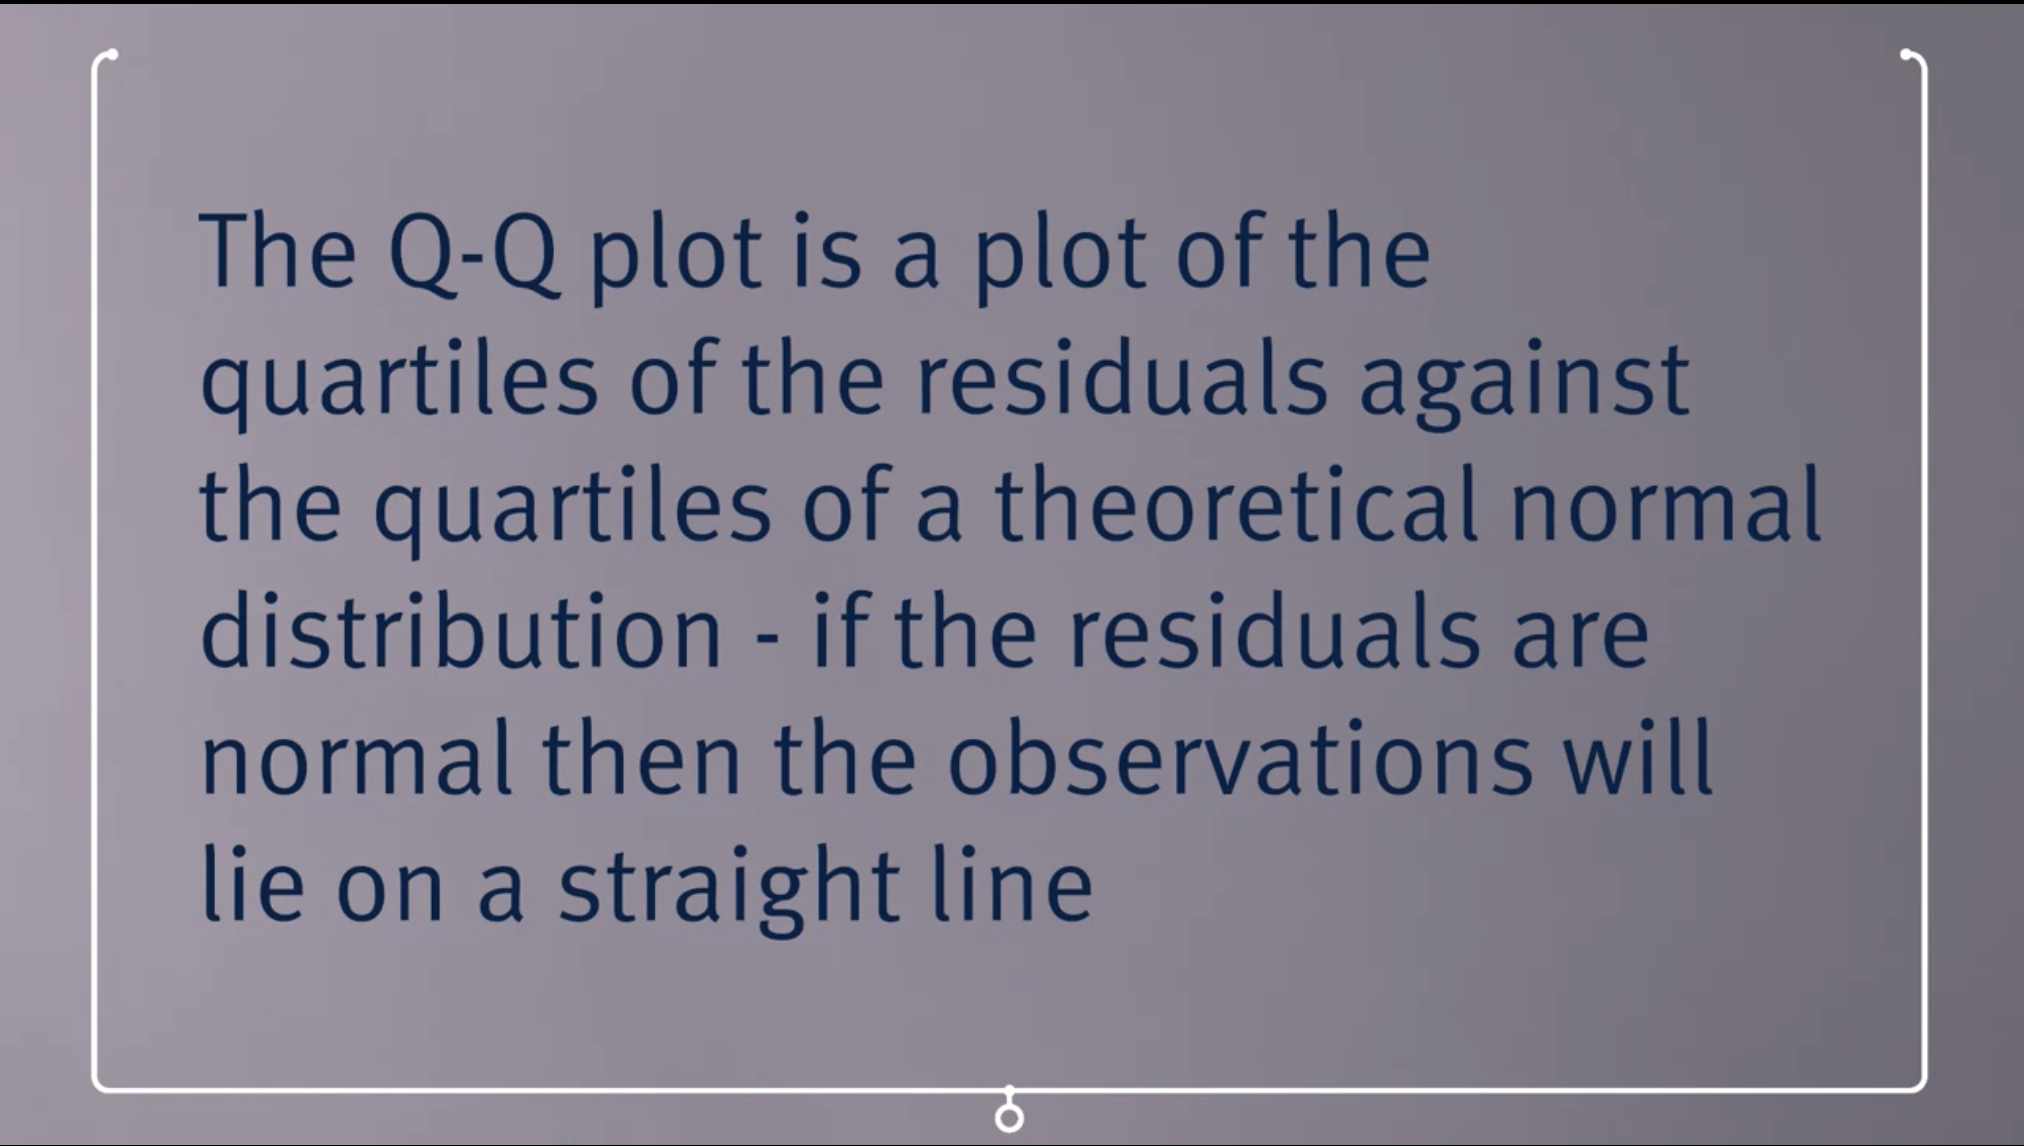 The Q-Q plot is a plot of the
quartiles of the residuals against
the quartiles of a theoretical normal
distribution - if the residuals are
normal then the observations will
lie on a straight line